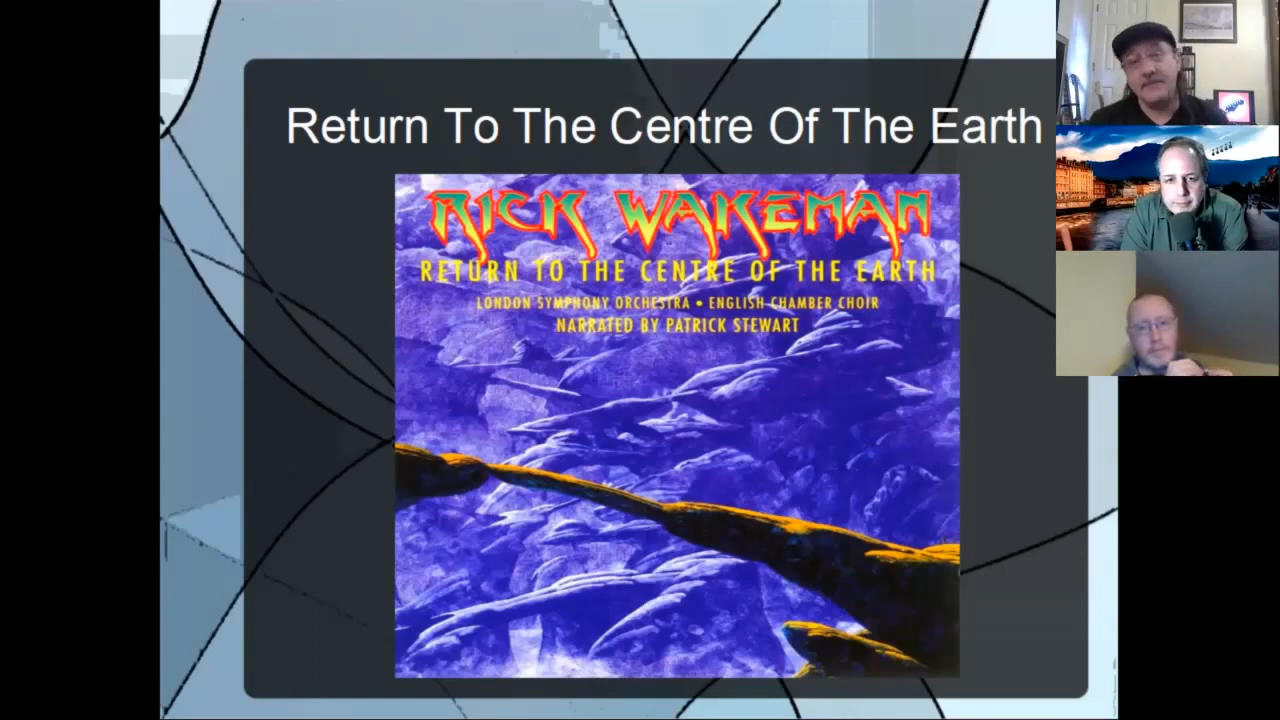 Return To The Centre Of The Earth
RICK WAKEMAN
RETURN TO THE CENTRE OF THE EARTH
LONDON SYMPHONY ORCHESTRA • ENGLISH CHAMBER CHOIR
NARRATED BY PATRICK STEWART